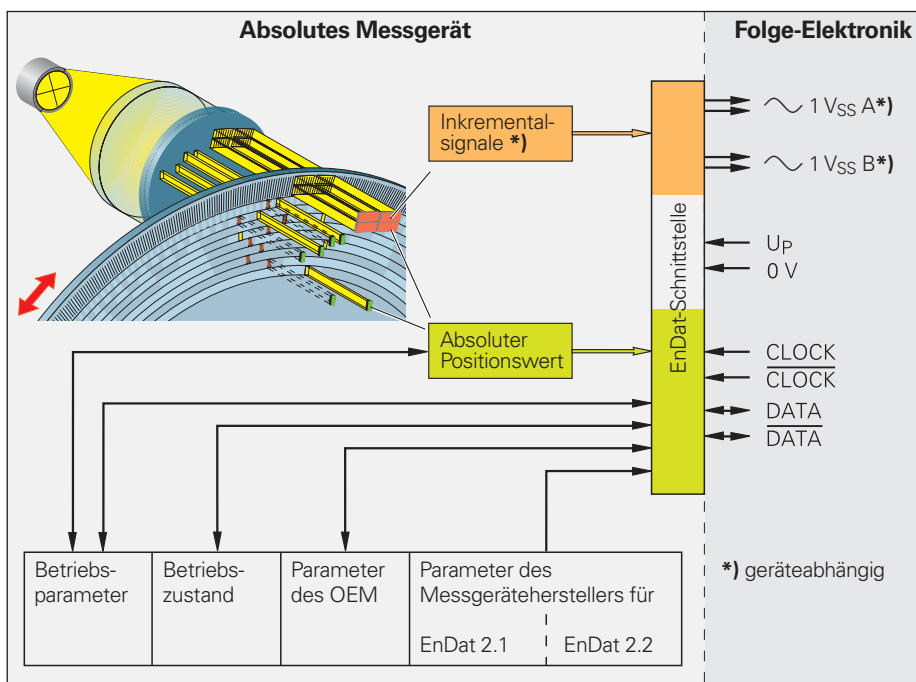 Absolutes Messgerät
Folge-Elektronik
Inkremental-
signale *)
1 VSS A*)
1 VSS B*)
UP
0 V
EnDat-Schnittstelle
Absoluter
Positionswert
CLOCK
CLOCK
DATA
DATA
Betriebs-
parameter
Betriebs-
zustand
Parameter
des OEM
Parameter des
Messgeräteherstellers für
EnDat 2.1
EnDat 2.2
*) geräteabhängig